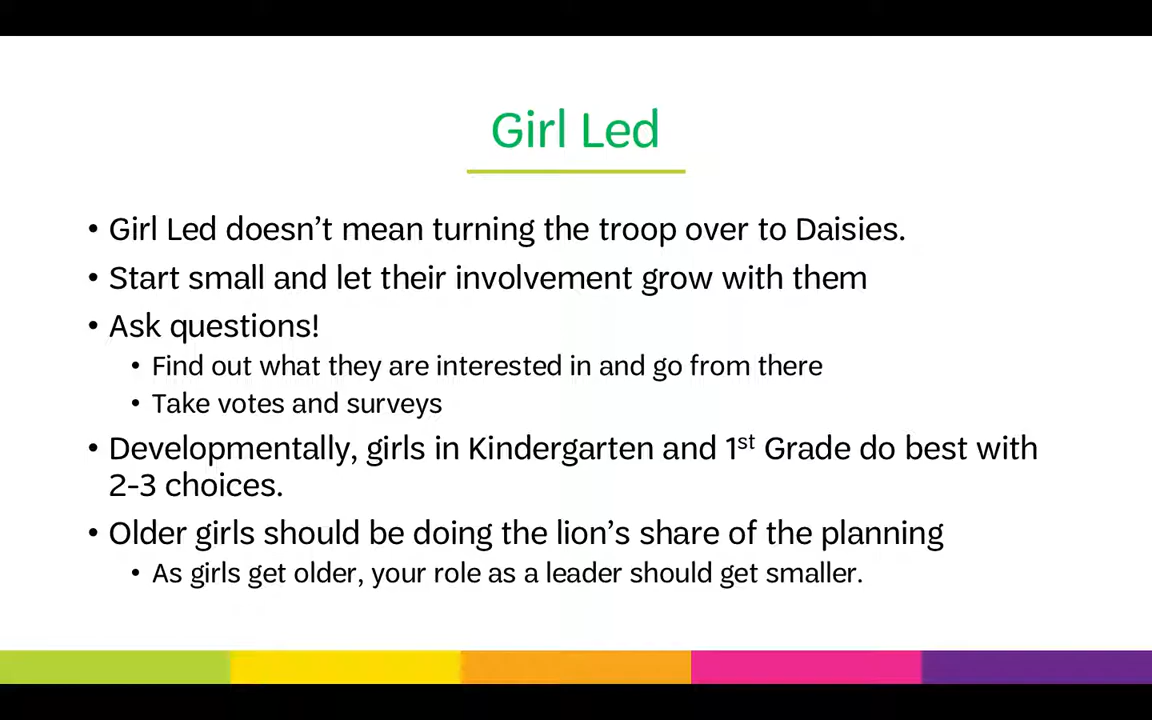 Girl Led
• Girl Led doesn’t mean turning the troop over to Daisies.
• Start small and let their involvement grow with them
• Ask questions!
• Find out what they are interested in and go from there
• Take votes and surveys
• Developmentally, girls in Kindergarten and 1st Grade do best with
2-3 choices.
• Older girls should be doing the lion’s share of the planning
• As girls get older, your role as a leader should get smaller.